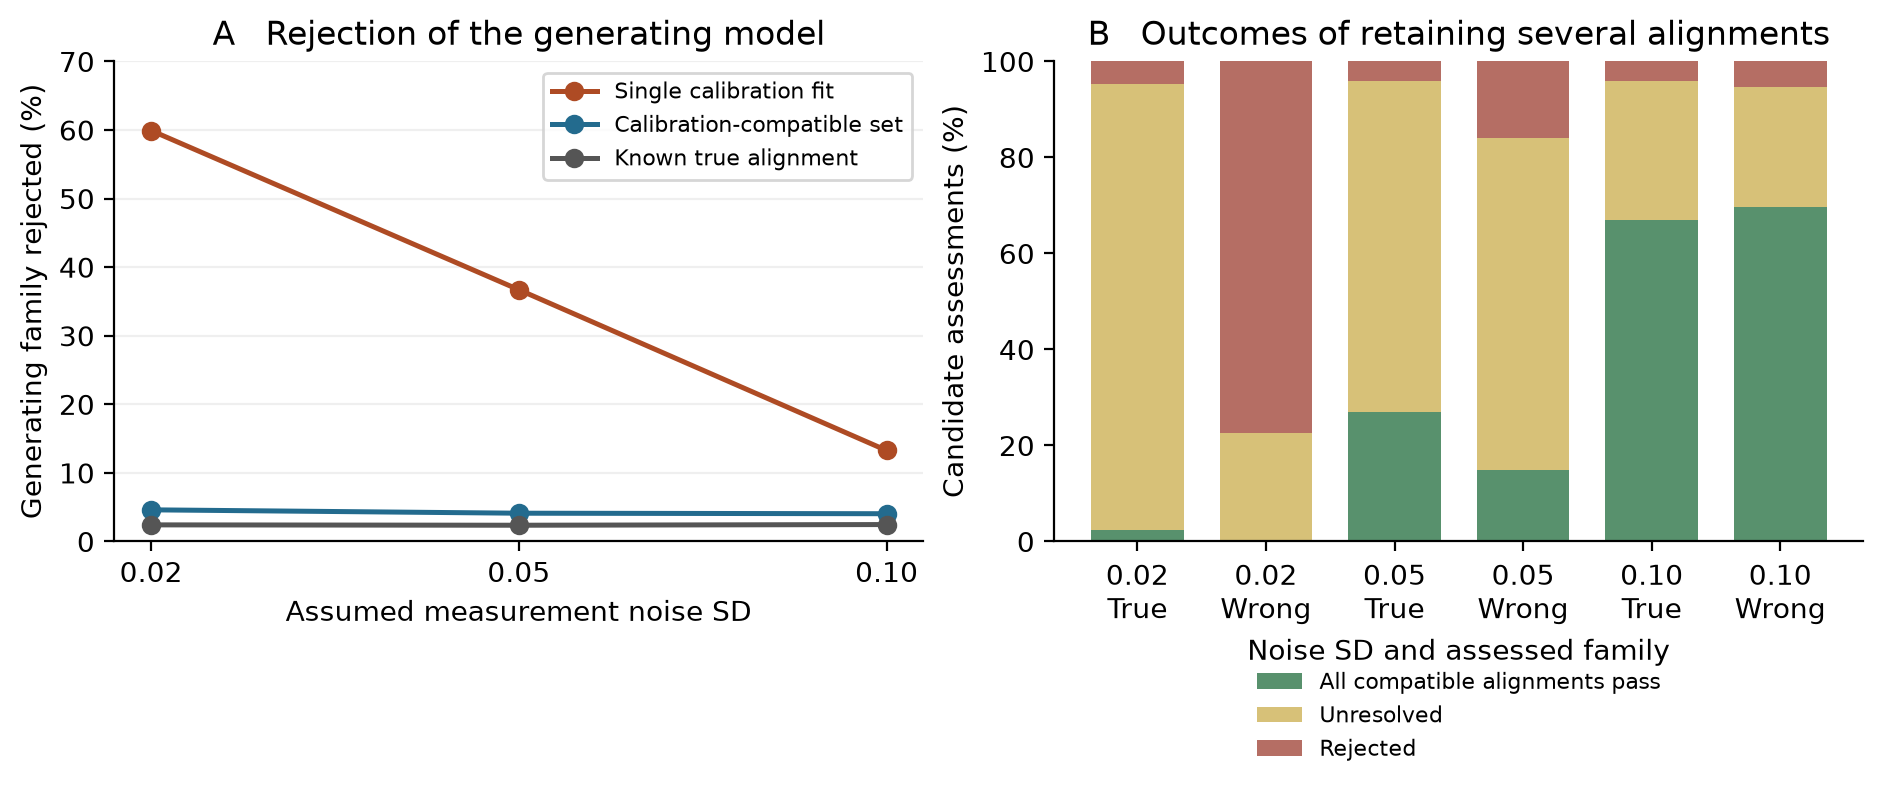 A Rejection of the generating model
Generating family rejected (%)
70
60
50
40
30
20
10
0
Single calibration fit
Calibration-compatible set
Known true alignment
0.02 0.05 0.10
Assumed measurement noise SD
B Outcomes of retaining several alignments
Candidate assessments (%)
100
80
60
40
20
0
0.02 0.02 0.05 0.05 0.10 0.10
True Wrong True Wrong True Wrong
Noise SD and assessed family
All compatible alignments pass
Unresolved
Rejected